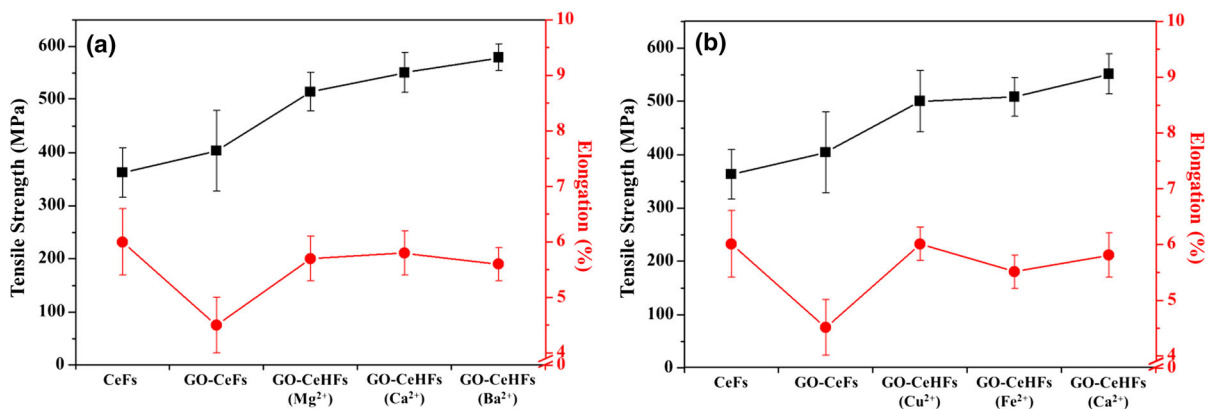 (a)
Tensile Strength (MPa)
600
500
400
300
200
100
0
10
9
8
7
6
5
4
0
Elongation (%)
CeFs
GO-CeFs
GO-CeHFs
(Mg²⁺)
GO-CeHFs
(Ca²⁺)
GO-CeHFs
(Ba²⁺)
(b)
Tensile Strength (MPa)
600
500
400
300
200
100
0
10
9
8
7
6
5
4
0
Elongation (%)
CeFs
GO-CeFs
GO-CeHFs
(Cu²⁺)
GO-CeHFs
(Fe²⁺)
GO-CeHFs
(Ca²⁺)